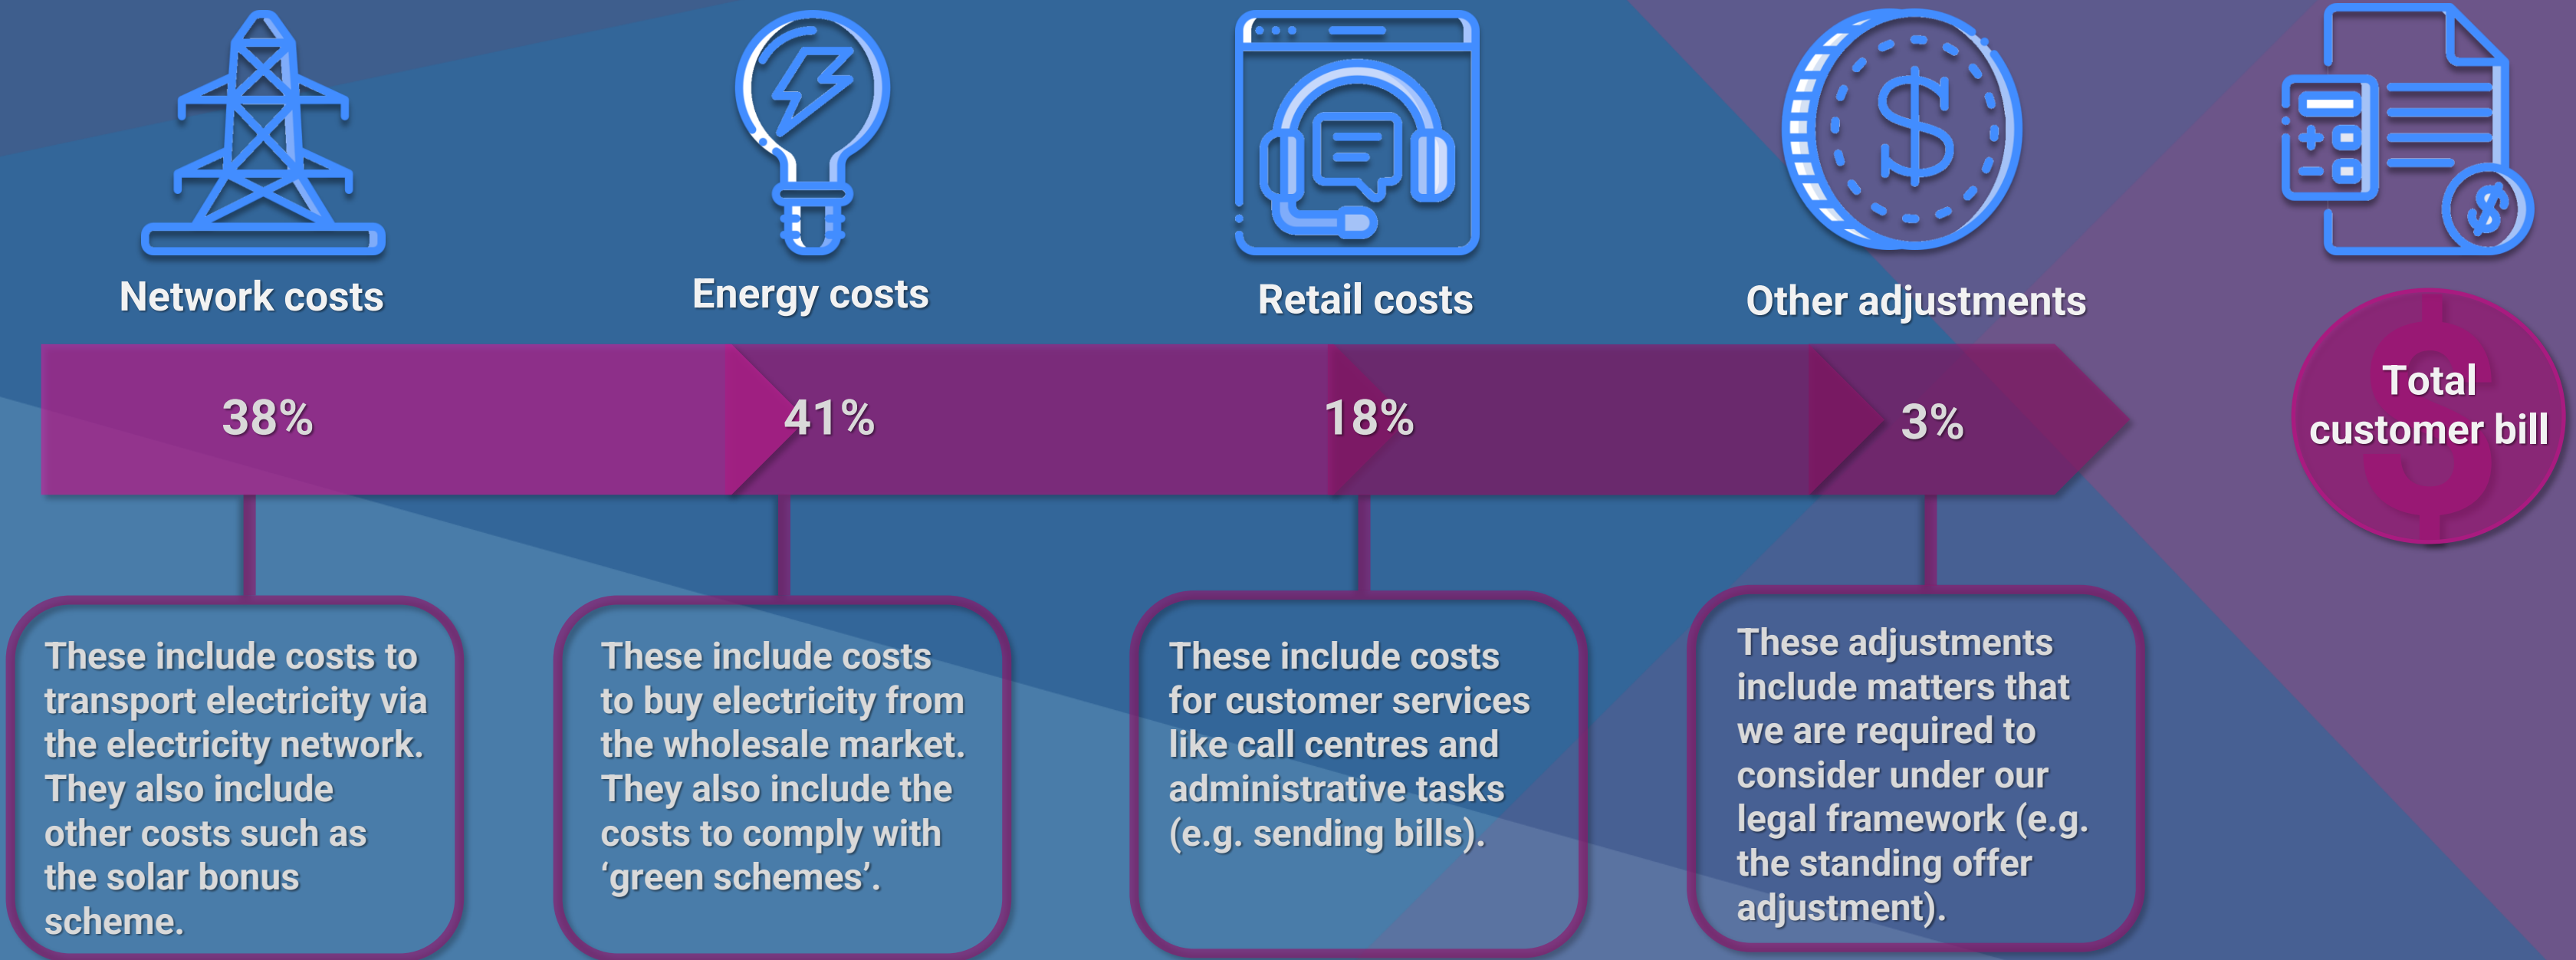 Network costs
Energy costs
Retail costs
Other adjustments
38%
41%
18%
3%
Total
customer bill
These include costs to
transport electricity via
the electricity network.
They also include
other costs such as
the solar bonus
scheme.
These include costs
to buy electricity from
the wholesale market.
They also include the
costs to comply with
‘green schemes’.
These include costs
for customer services
like call centres and
administrative tasks
(e.g. sending bills).
These adjustments
include matters that
we are required to
consider under our
legal framework (e.g.
the standing offer
adjustment).